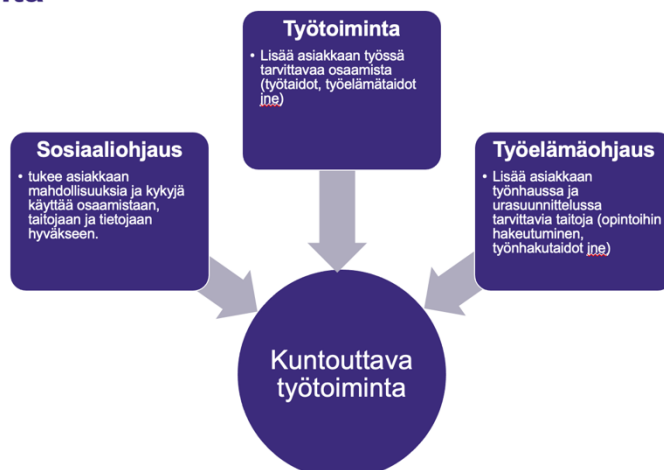 Työtoiminta
• Lisää asiakkaan työssä
tarvittavaa osaamista
(työtaidot, työelämätaidot
jne)
Sosiaaliohjaus
• tukee asiakkaan
mahdollisuuksia ja kykyjä
käyttää osaamistaan,
taitojaan ja tietojaan
hyväkseen.
Työelämäohjaus
• Lisää asiakkaan
työnhaussa ja
urasuunnittelussa
tarvittavia taitoja (opintoihin
hakeutuminen,
työnhakutaidot jne)
Kuntouttava
työtoiminta